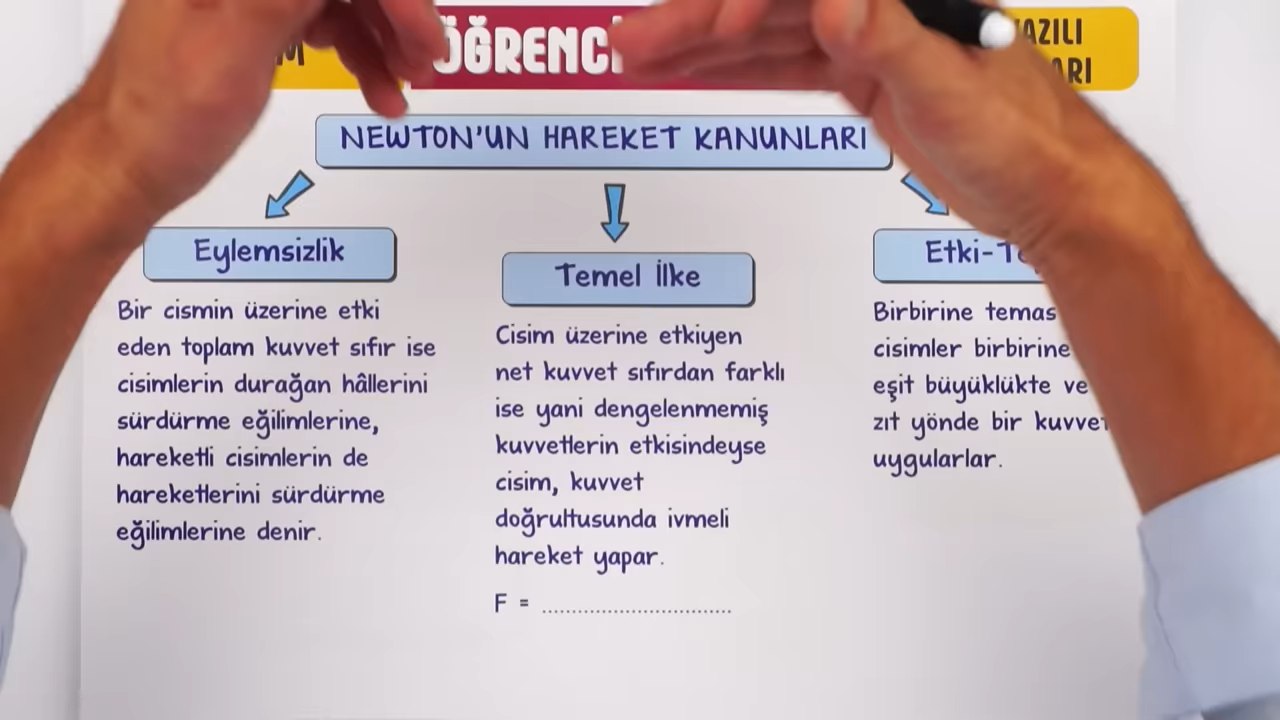 ÖĞRENCİ
YAZILI
NEWTON'UN HAREKET KANUNLARI
Eylemsizlik
Bir cismin üzerine etki
eden toplam kuvvet sıfır ise
cisimlerin durağan hâllerini
sürdürme eğilimlerine,
hareketli cisimlerin de
hareketlerini sürdürme
eğilimlerine denir.
Temel İlke
Cisim üzerine etkiyen
net kuvvet sıfırdan farklı
ise yani dengelenmemiş
kuvvetlerin etkisindeyse
cisim, kuvvet
doğrultusunda ivmeli
hareket yapar.
F = ................................
Etki-
Birbirine temas
cisimler birbirine
eşit büyüklükte ve
zıt yönde bir kuvvet
uygularlar.